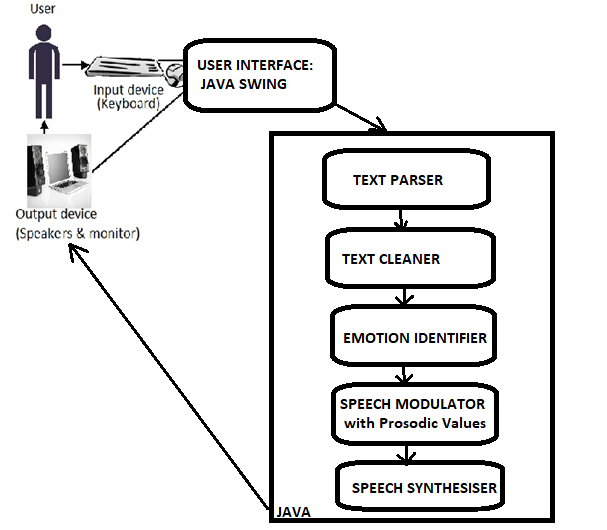 User
Input device
(Keyboard)
USER INTERFACE:
JAVA SWING
Output device
(Speakers & monitor)
TEXT PARSER
TEXT CLEANER
EMOTION IDENTIFIER
SPEECH MODULATOR
with Prosodic Values
SPEECH SYNTHESISER
JAVA